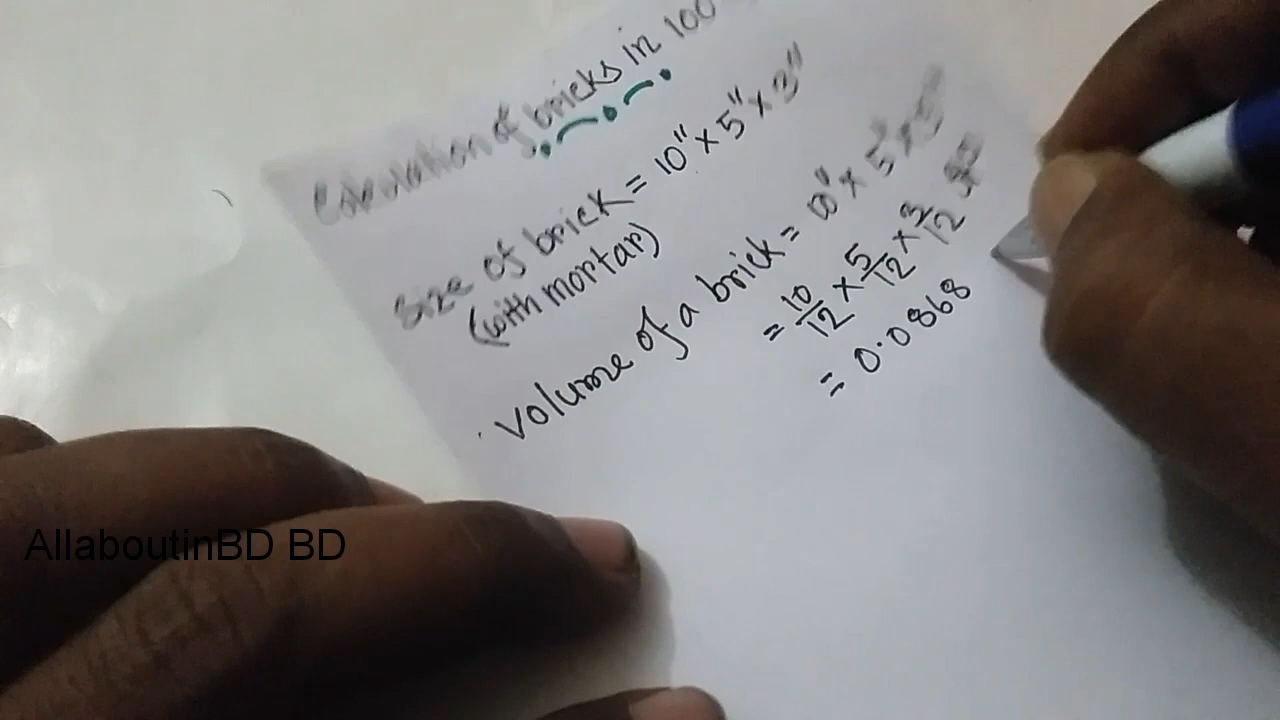 Calculation of bricks in 100
Size of brick = 10" × 5" × 3"
(with mortar)
Volume of a brick = 10" × 5" × 3"
= 10/12 × 5/12 × 3/12
= 0.0868
AllaboutinBD BD